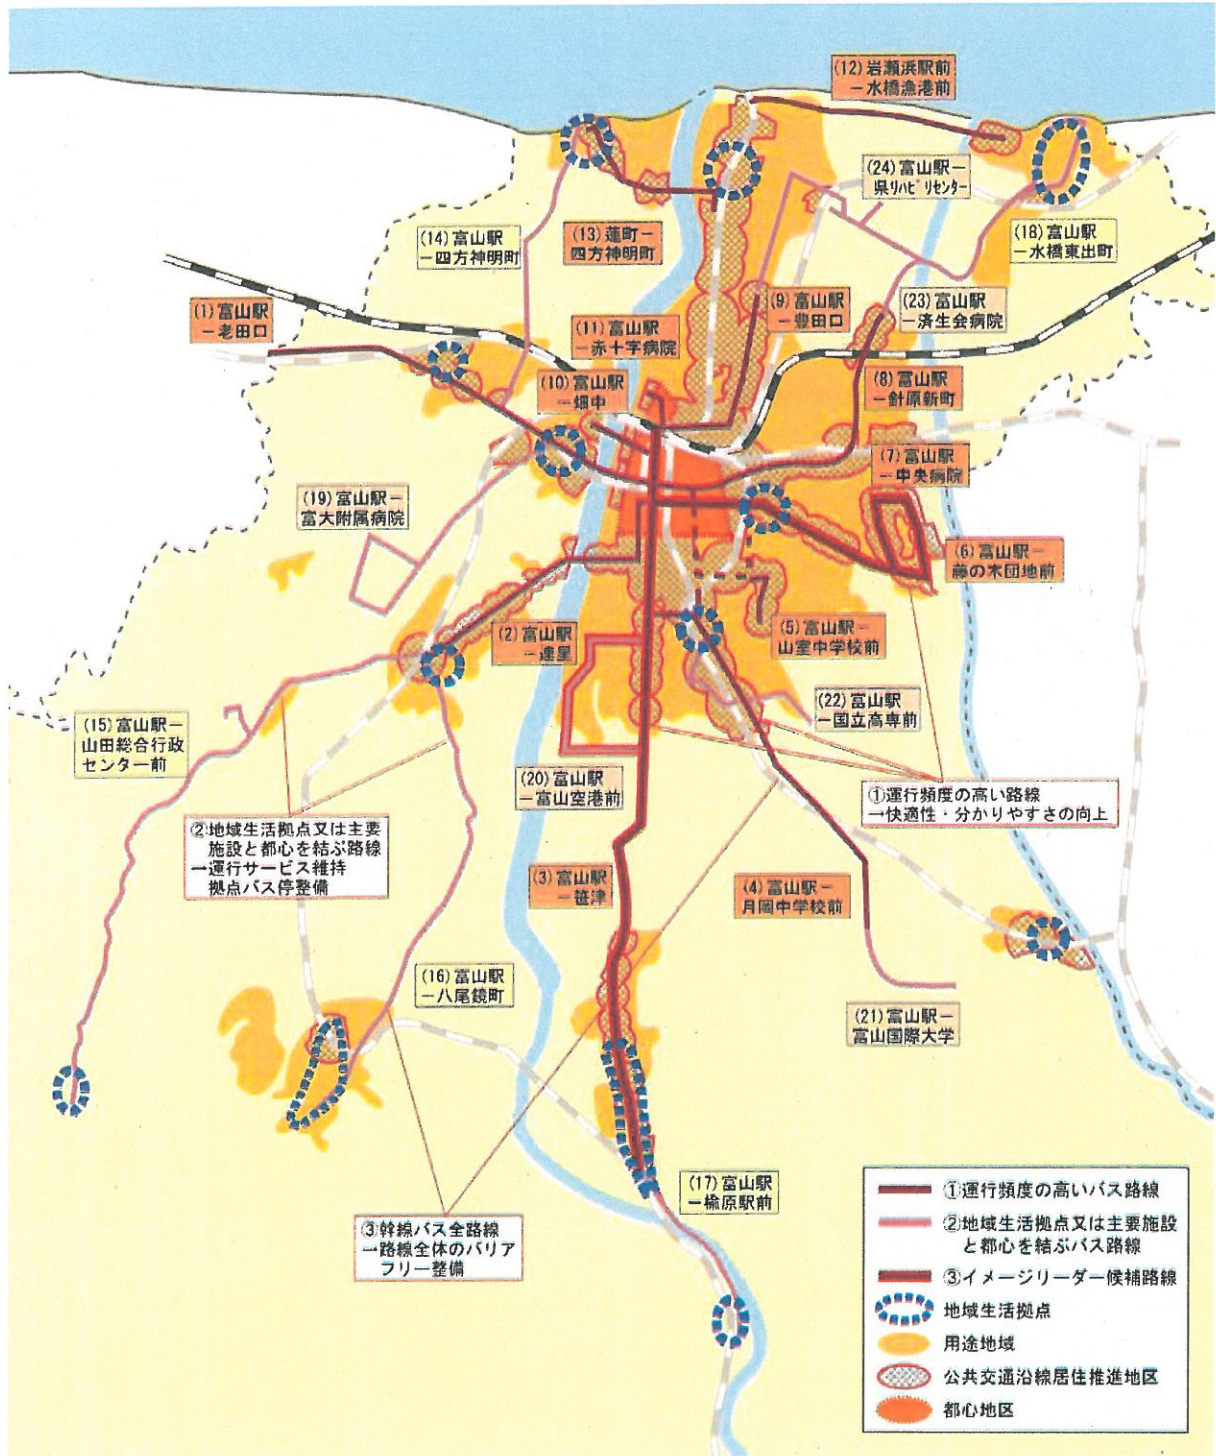 (12)岩瀬浜駅前
－水橋漁港前
(24)富山駅－
県リハビリセンター
(14)富山駅
－四方神明町
(13)蓮町－
四方神明町
(18)富山駅
－水橋東出町
(1)富山駅
－老田口
(11)富山駅
－赤十字病院
(9)富山駅
－豊田口
(23)富山駅
－済生会病院
(10)富山駅
－畑中
(8)富山駅
－針原新町
(7)富山駅
－中央病院
(19)富山駅－
富大附属病院
(6)富山駅－
藤の木団地前
(2)富山駅
－速星
(5)富山駅－
山室中学校前
(22)富山駅
－国立高専前
(15)富山駅－
山田総合行政
センター前
(20)富山駅
－富山空港前
①運行頻度の高い路線
→快適性・分かりやすさの向上
②地域生活拠点又は主要
施設と都心を結ぶ路線
→運行サービス維持
拠点バス停整備
(3)富山駅
－笹津
(4)富山駅－
月岡中学校前
(16)富山駅
－八尾鏡町
(21)富山駅－
富山国際大学
(17)富山駅
－楡原駅前
③幹線バス全路線
→路線全体のバリア
フリー整備
①運行頻度の高いバス路線
②地域生活拠点又は主要施設
と都心を結ぶバス路線
③イメージリーダー候補路線
地域生活拠点
用途地域
公共交通沿線居住推進地区
都心地区